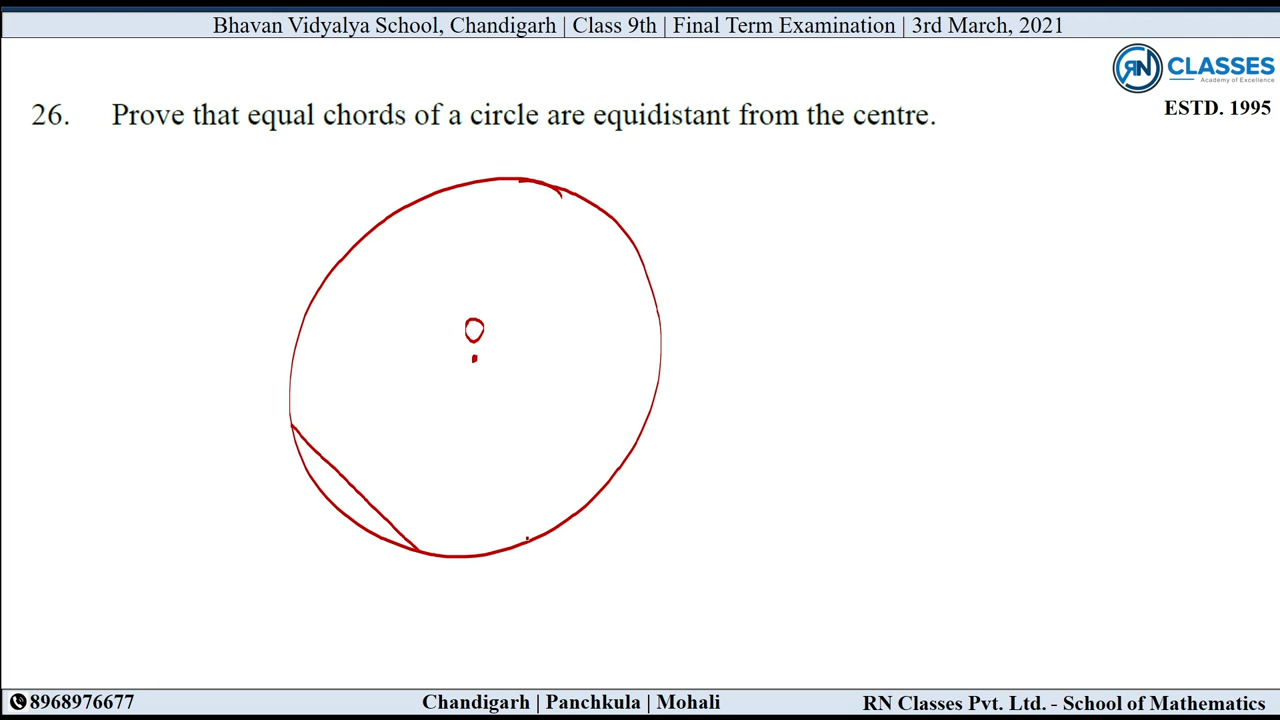 Bhavan Vidyalya School, Chandigarh | Class 9th | Final Term Examination | 3rd March, 2021
RN CLASSES
Academy of Excellence
ESTD. 1995
26. Prove that equal chords of a circle are equidistant from the centre.
O
8968976677
Chandigarh | Panchkula | Mohali
RN Classes Pvt. Ltd. - School of Mathematics